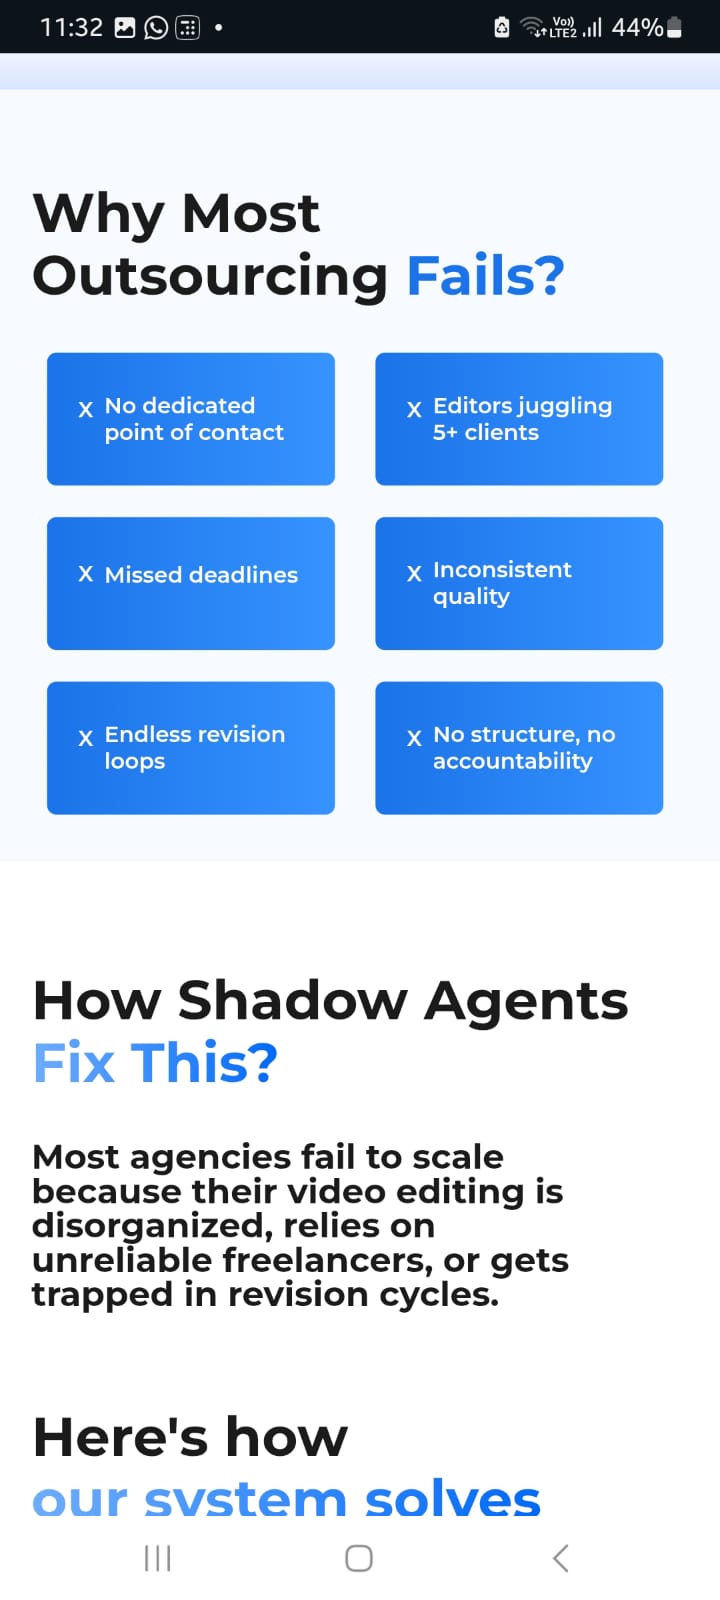 11:32
Vo))
LTE2
44%
Why Most
Outsourcing Fails?
X No dedicated
point of contact
X Editors juggling
5+ clients
X Missed deadlines
X Inconsistent
quality
X Endless revision
loops
X No structure, no
accountability
How Shadow Agents
Fix This?
Most agencies fail to scale
because their video editing is
disorganized, relies on
unreliable freelancers, or gets
trapped in revision cycles.
Here's how
our system solves